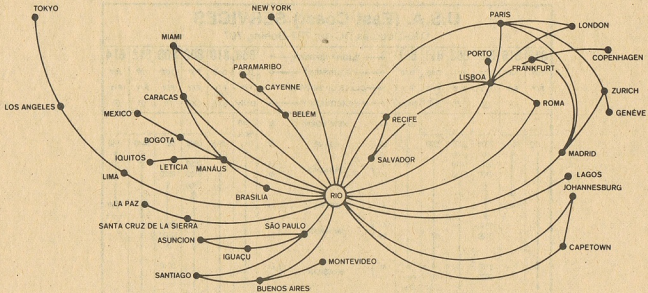 TOKYO
NEW YORK
PARIS
LONDON
MIAMI
PORTO
COPENHAGEN
FRANKFURT
PARAMARIBO
LISBOA
CAYENNE
ZURICH
CARACAS
LOS ANGELES
ROMA
MEXICO
BELEM
RECIFE
GENÈVE
BOGOTA
IQUITOS
LETICIA
MANÁUS
SALVADOR
MADRID
LIMA
LAGOS
BRASILIA
RIO
JOHANNESBURG
LA PAZ
SANTA CRUZ DE LA SIERRA
SÃO PAULO
ASUNCION
IGUAÇU
CAPETOWN
MONTEVIDEO
SANTIAGO
BUENOS AIRES